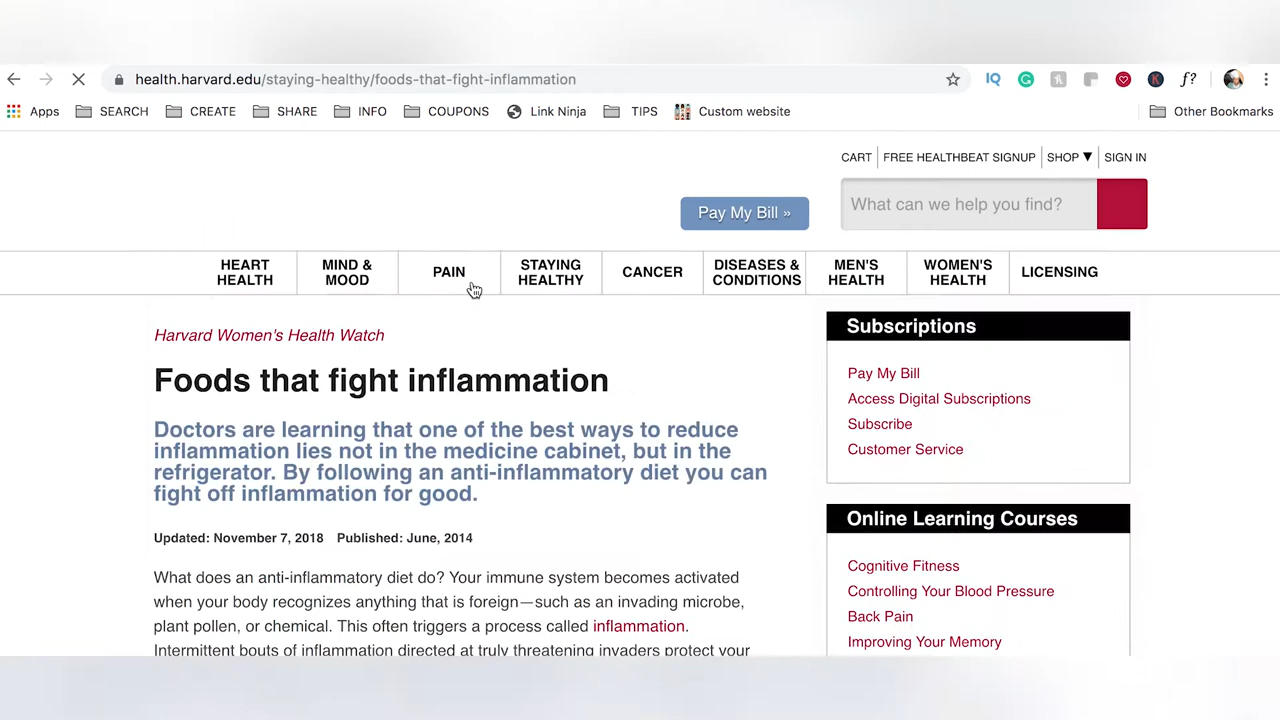 health.harvard.edu/staying-healthy/foods-that-fight-inflammation
IQ
K
f?
Apps
SEARCH
CREATE
SHARE
INFO
COUPONS
Link Ninja
TIPS
Custom website
Other Bookmarks
CART
FREE HEALTHBEAT SIGNUP
SHOP ▼
SIGN IN
Pay My Bill »
What can we help you find?
HEART
HEALTH
MIND &
MOOD
PAIN
STAYING
HEALTHY
CANCER
DISEASES &
CONDITIONS
MEN'S
HEALTH
WOMEN'S
HEALTH
LICENSING
Harvard Women's Health Watch
Foods that fight inflammation
Doctors are learning that one of the best ways to reduce
inflammation lies not in the medicine cabinet, but in the
refrigerator. By following an anti-inflammatory diet you can
fight off inflammation for good.
Updated: November 7, 2018 Published: June, 2014
What does an anti-inflammatory diet do? Your immune system becomes activated
when your body recognizes anything that is foreign—such as an invading microbe,
plant pollen, or chemical. This often triggers a process called inflammation.
Intermittent bouts of inflammation directed at truly threatening invaders protect your
Subscriptions
Pay My Bill
Access Digital Subscriptions
Subscribe
Customer Service
Online Learning Courses
Cognitive Fitness
Controlling Your Blood Pressure
Back Pain
Improving Your Memory